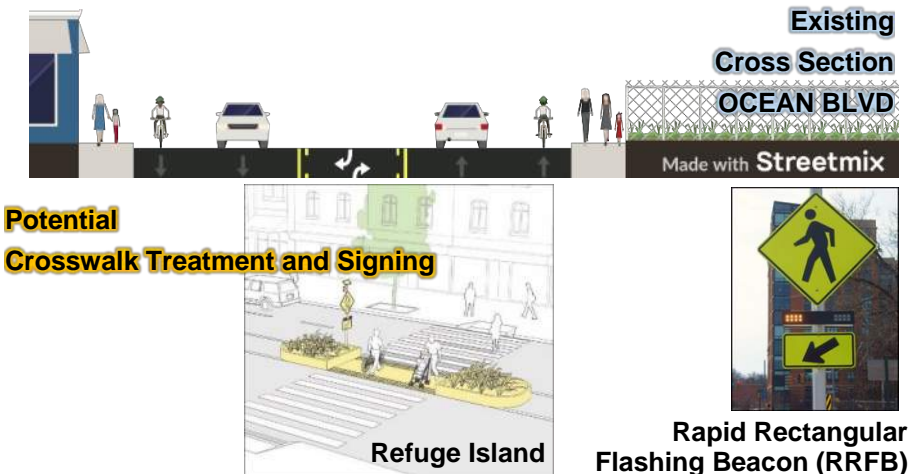 Existing
Cross Section
OCEAN BLVD
Made with Streetmix
Potential
Crosswalk Treatment and Signing
Refuge Island
Rapid Rectangular
Flashing Beacon (RRFB)